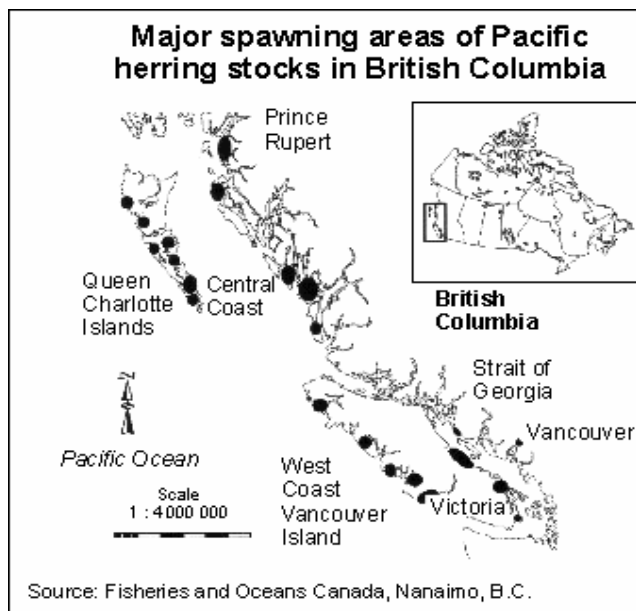 Major spawning areas of Pacific
herring stocks in British Columbia
Prince
Rupert
Queen
Charlotte
Islands
Central
Coast
British
Columbia
Strait of
Georgia
Vancouver
N
Pacific Ocean
West
Coast
Vancouver
Island
Victoria
Scale
1 : 4 000 000
Source: Fisheries and Oceans Canada, Nanaimo, B.C.